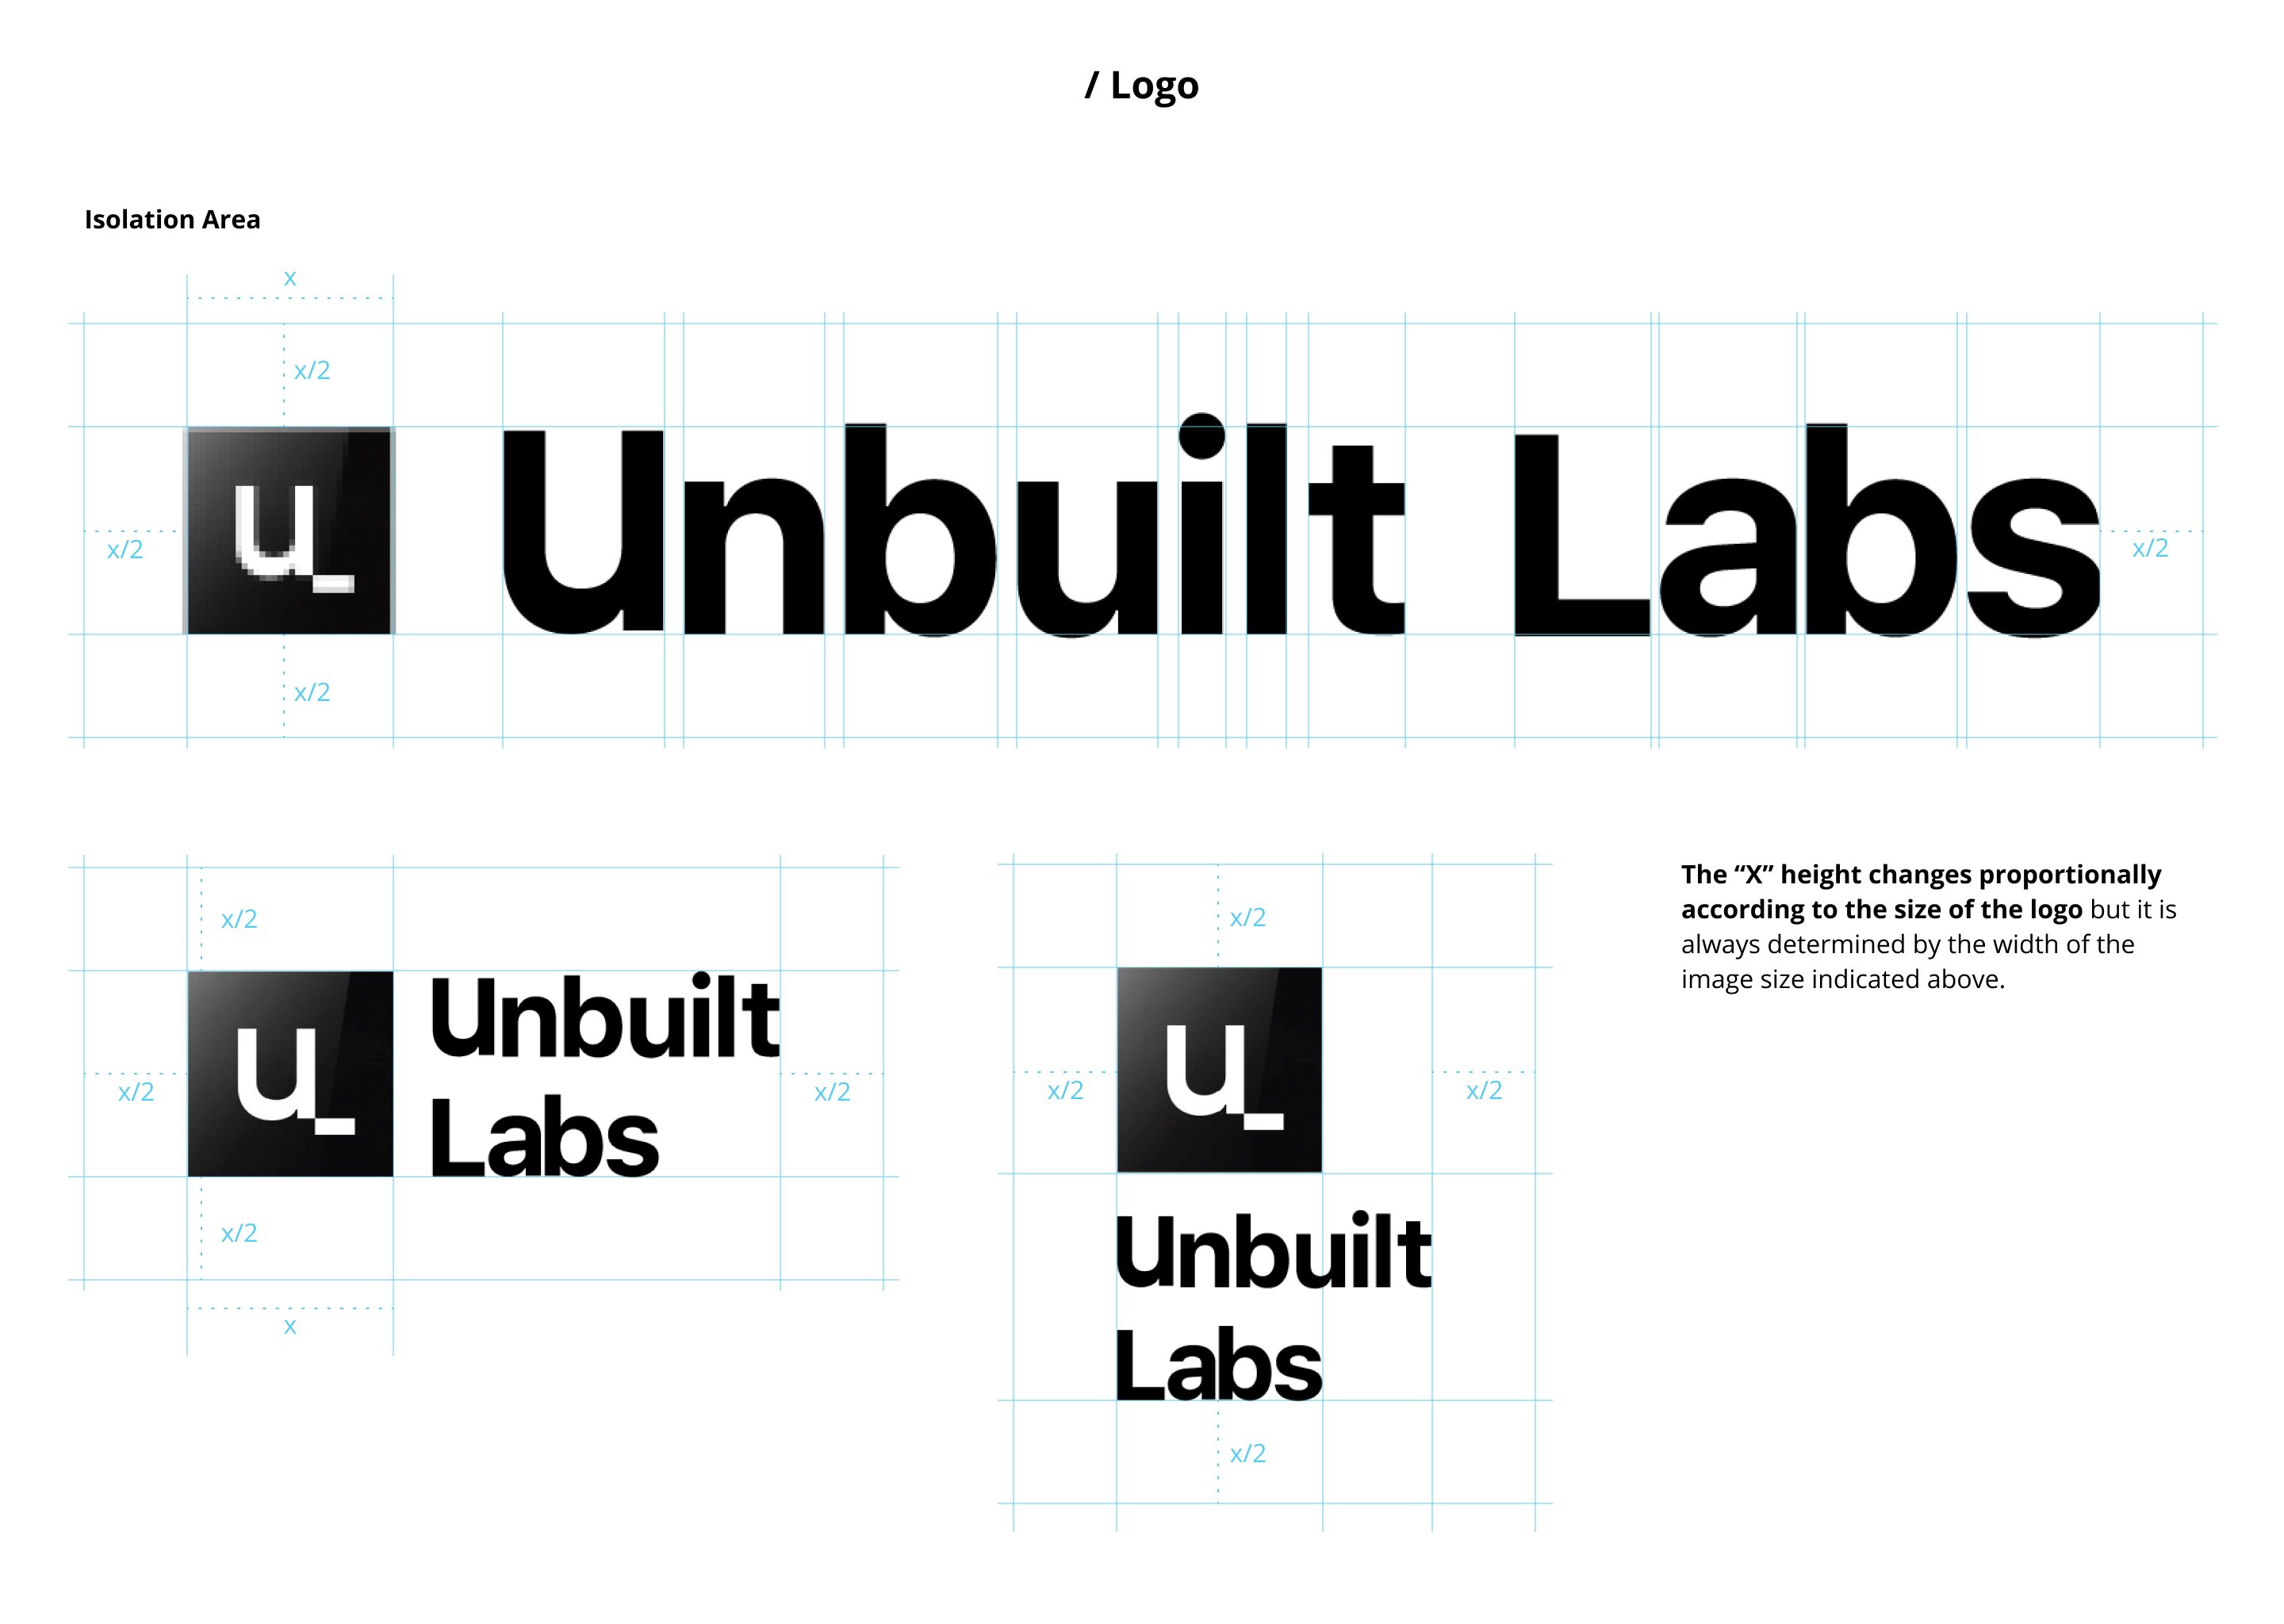 / Logo
Isolation Area
x
x/2
u_
Unbuilt Labs
x/2
x/2
x/2
x/2
u_
Unbuilt
Labs
x/2
x/2
x/2
x
x/2
u_
x/2
x/2
Unbuilt
Labs
x/2
The “X” height changes proportionally
according to the size of the logo but it is
always determined by the width of the
image size indicated above.